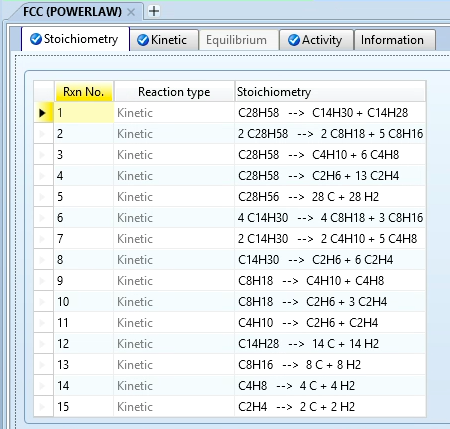 FCC (POWERLAW) × +
Stoichiometry Kinetic Equilibrium Activity Information
Rxn No. Reaction type Stoichiometry
1 Kinetic C28H58 --> C14H30 + C14H28
2 Kinetic 2 C28H58 --> 2 C8H18 + 5 C8H16
3 Kinetic C28H58 --> C4H10 + 6 C4H8
4 Kinetic C28H58 --> C2H6 + 13 C2H4
5 Kinetic C28H56 --> 28 C + 28 H2
6 Kinetic 4 C14H30 --> 4 C8H18 + 3 C8H16
7 Kinetic 2 C14H30 --> 2 C4H10 + 5 C4H8
8 Kinetic C14H30 --> C2H6 + 6 C2H4
9 Kinetic C8H18 --> C4H10 + C4H8
10 Kinetic C8H18 --> C2H6 + 3 C2H4
11 Kinetic C4H10 --> C2H6 + C2H4
12 Kinetic C14H28 --> 14 C + 14 H2
13 Kinetic C8H16 --> 8 C + 8 H2
14 Kinetic C4H8 --> 4 C + 4 H2
15 Kinetic C2H4 --> 2 C + 2 H2